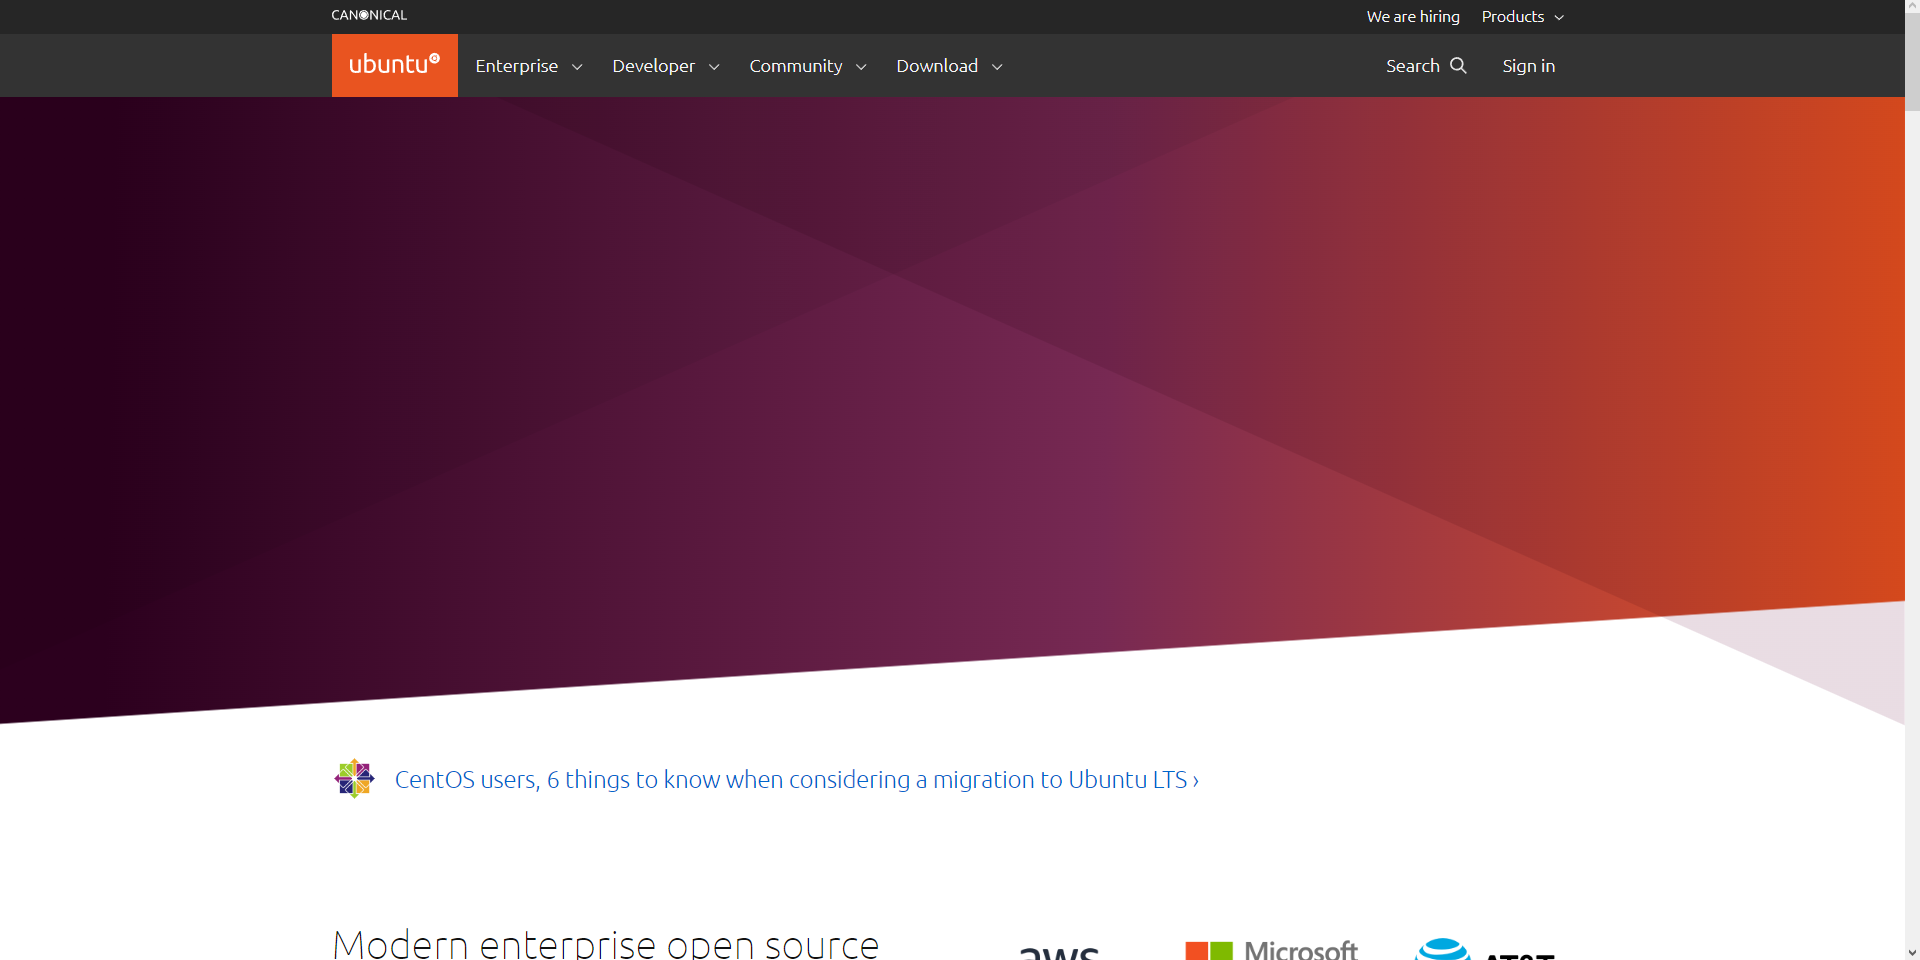 CANONICAL
We are hiring
Products
ubuntu
Enterprise
Developer
Community
Download
Search
Sign in
CentOS users, 6 things to know when considering a migration to Ubuntu LTS ›
Modern enterprise open source
aws
Microsoft
AT&T